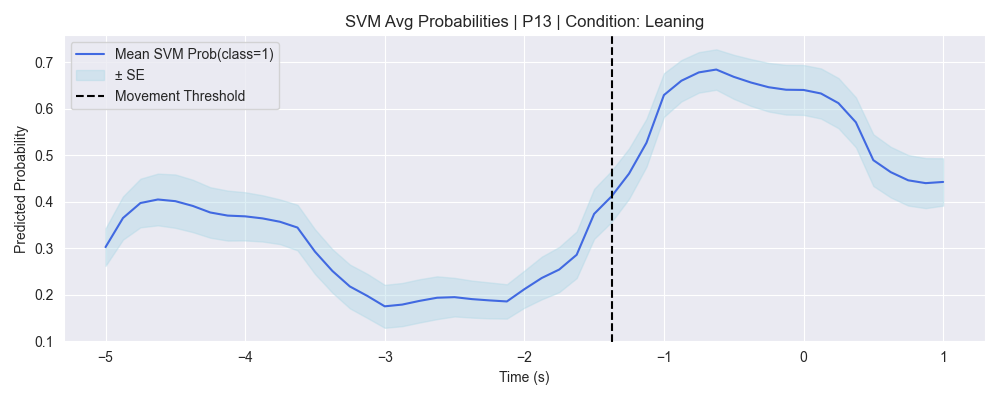 SVM Avg Probabilities | P13 | Condition: Leaning
Mean SVM Prob(class=1)
± SE
Movement Threshold
Predicted Probability
0.7
0.6
0.5
0.4
0.3
0.2
0.1
−5
−4
−3
−2
−1
0
1
Time (s)